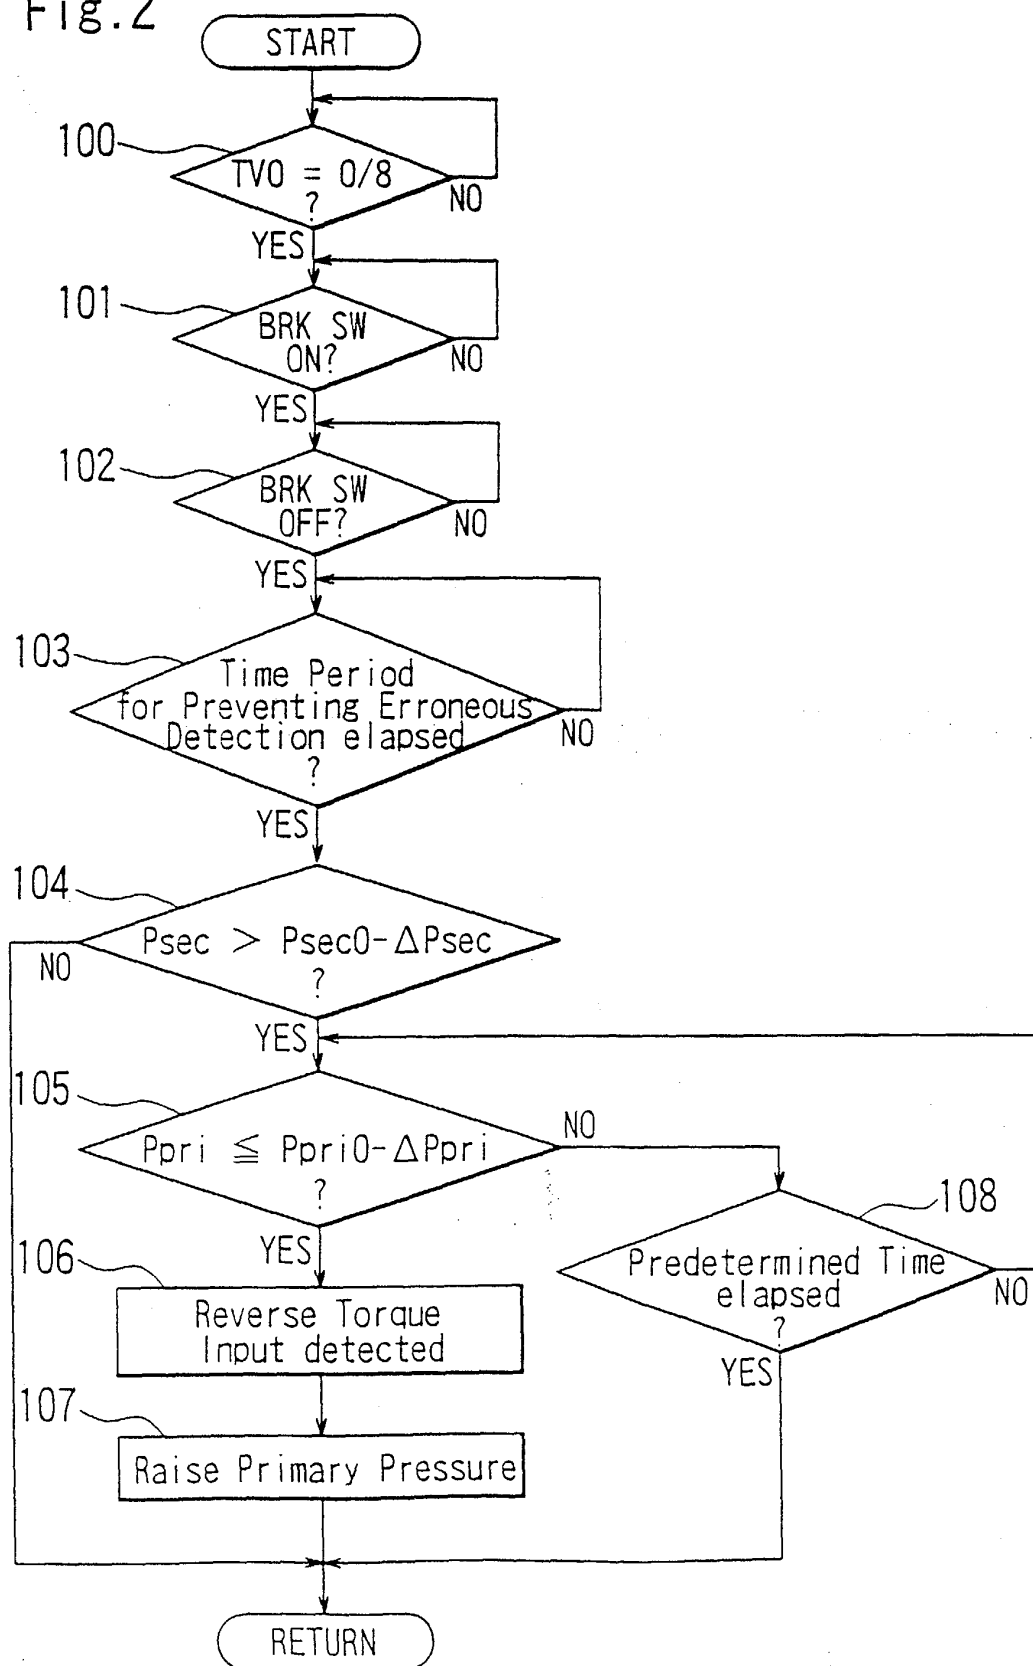 Fig.2
START
100
TVO = 0/8
?
NO
YES
101
BRK SW
ON?
NO
YES
102
BRK SW
OFF?
NO
YES
103
Time Period
for Preventing Erroneous
Detection elapsed
?
NO
YES
104
Psec > Psec0-ΔPsec
?
NO
YES
105
Ppri ≦ Ppri0-ΔPpri
?
NO
YES
108
Predetermined Time
elapsed
?
NO
YES
106
Reverse Torque
Input detected
107
Raise Primary Pressure
RETURN